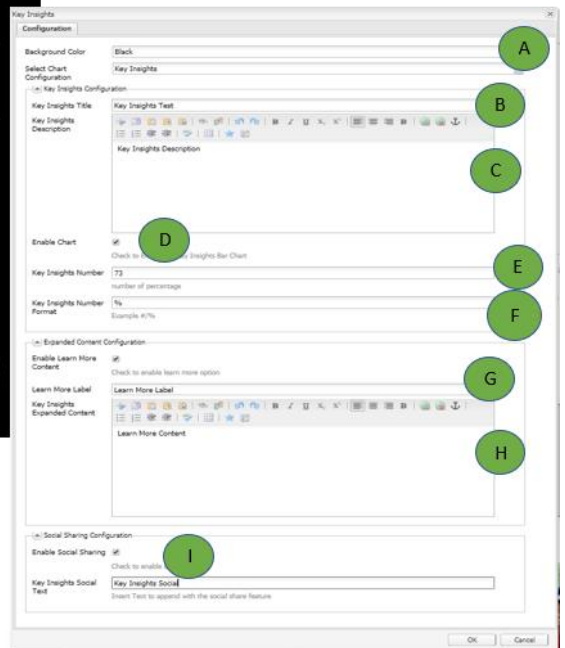 Key Insights
Configuration
Background Color
Black
A
Select Chart
Configuration
Key Insights
Key Insights Configuration
Key Insights Title
Key Insights Test
B
Key Insights
Description
Key Insights Description
C
Enable Chart
D
Check to Key Insights Bar Chart
Key Insights Number
73
E
number of percentage
Key Insights Number
Format
%
F
Example #/%
Expanded Content Configuration
Enable Learn More
Content
Check to enable learn more option
G
Learn More Label
Learn More Label
Key Insights
Expanded Content
Learn More Content
H
Social Sharing Configuration
Enable Social Sharing
I
Check to enable
Key Insights Social
Text
Key Insights Social
Insert Text to append with the social share feature
OK
Cancel